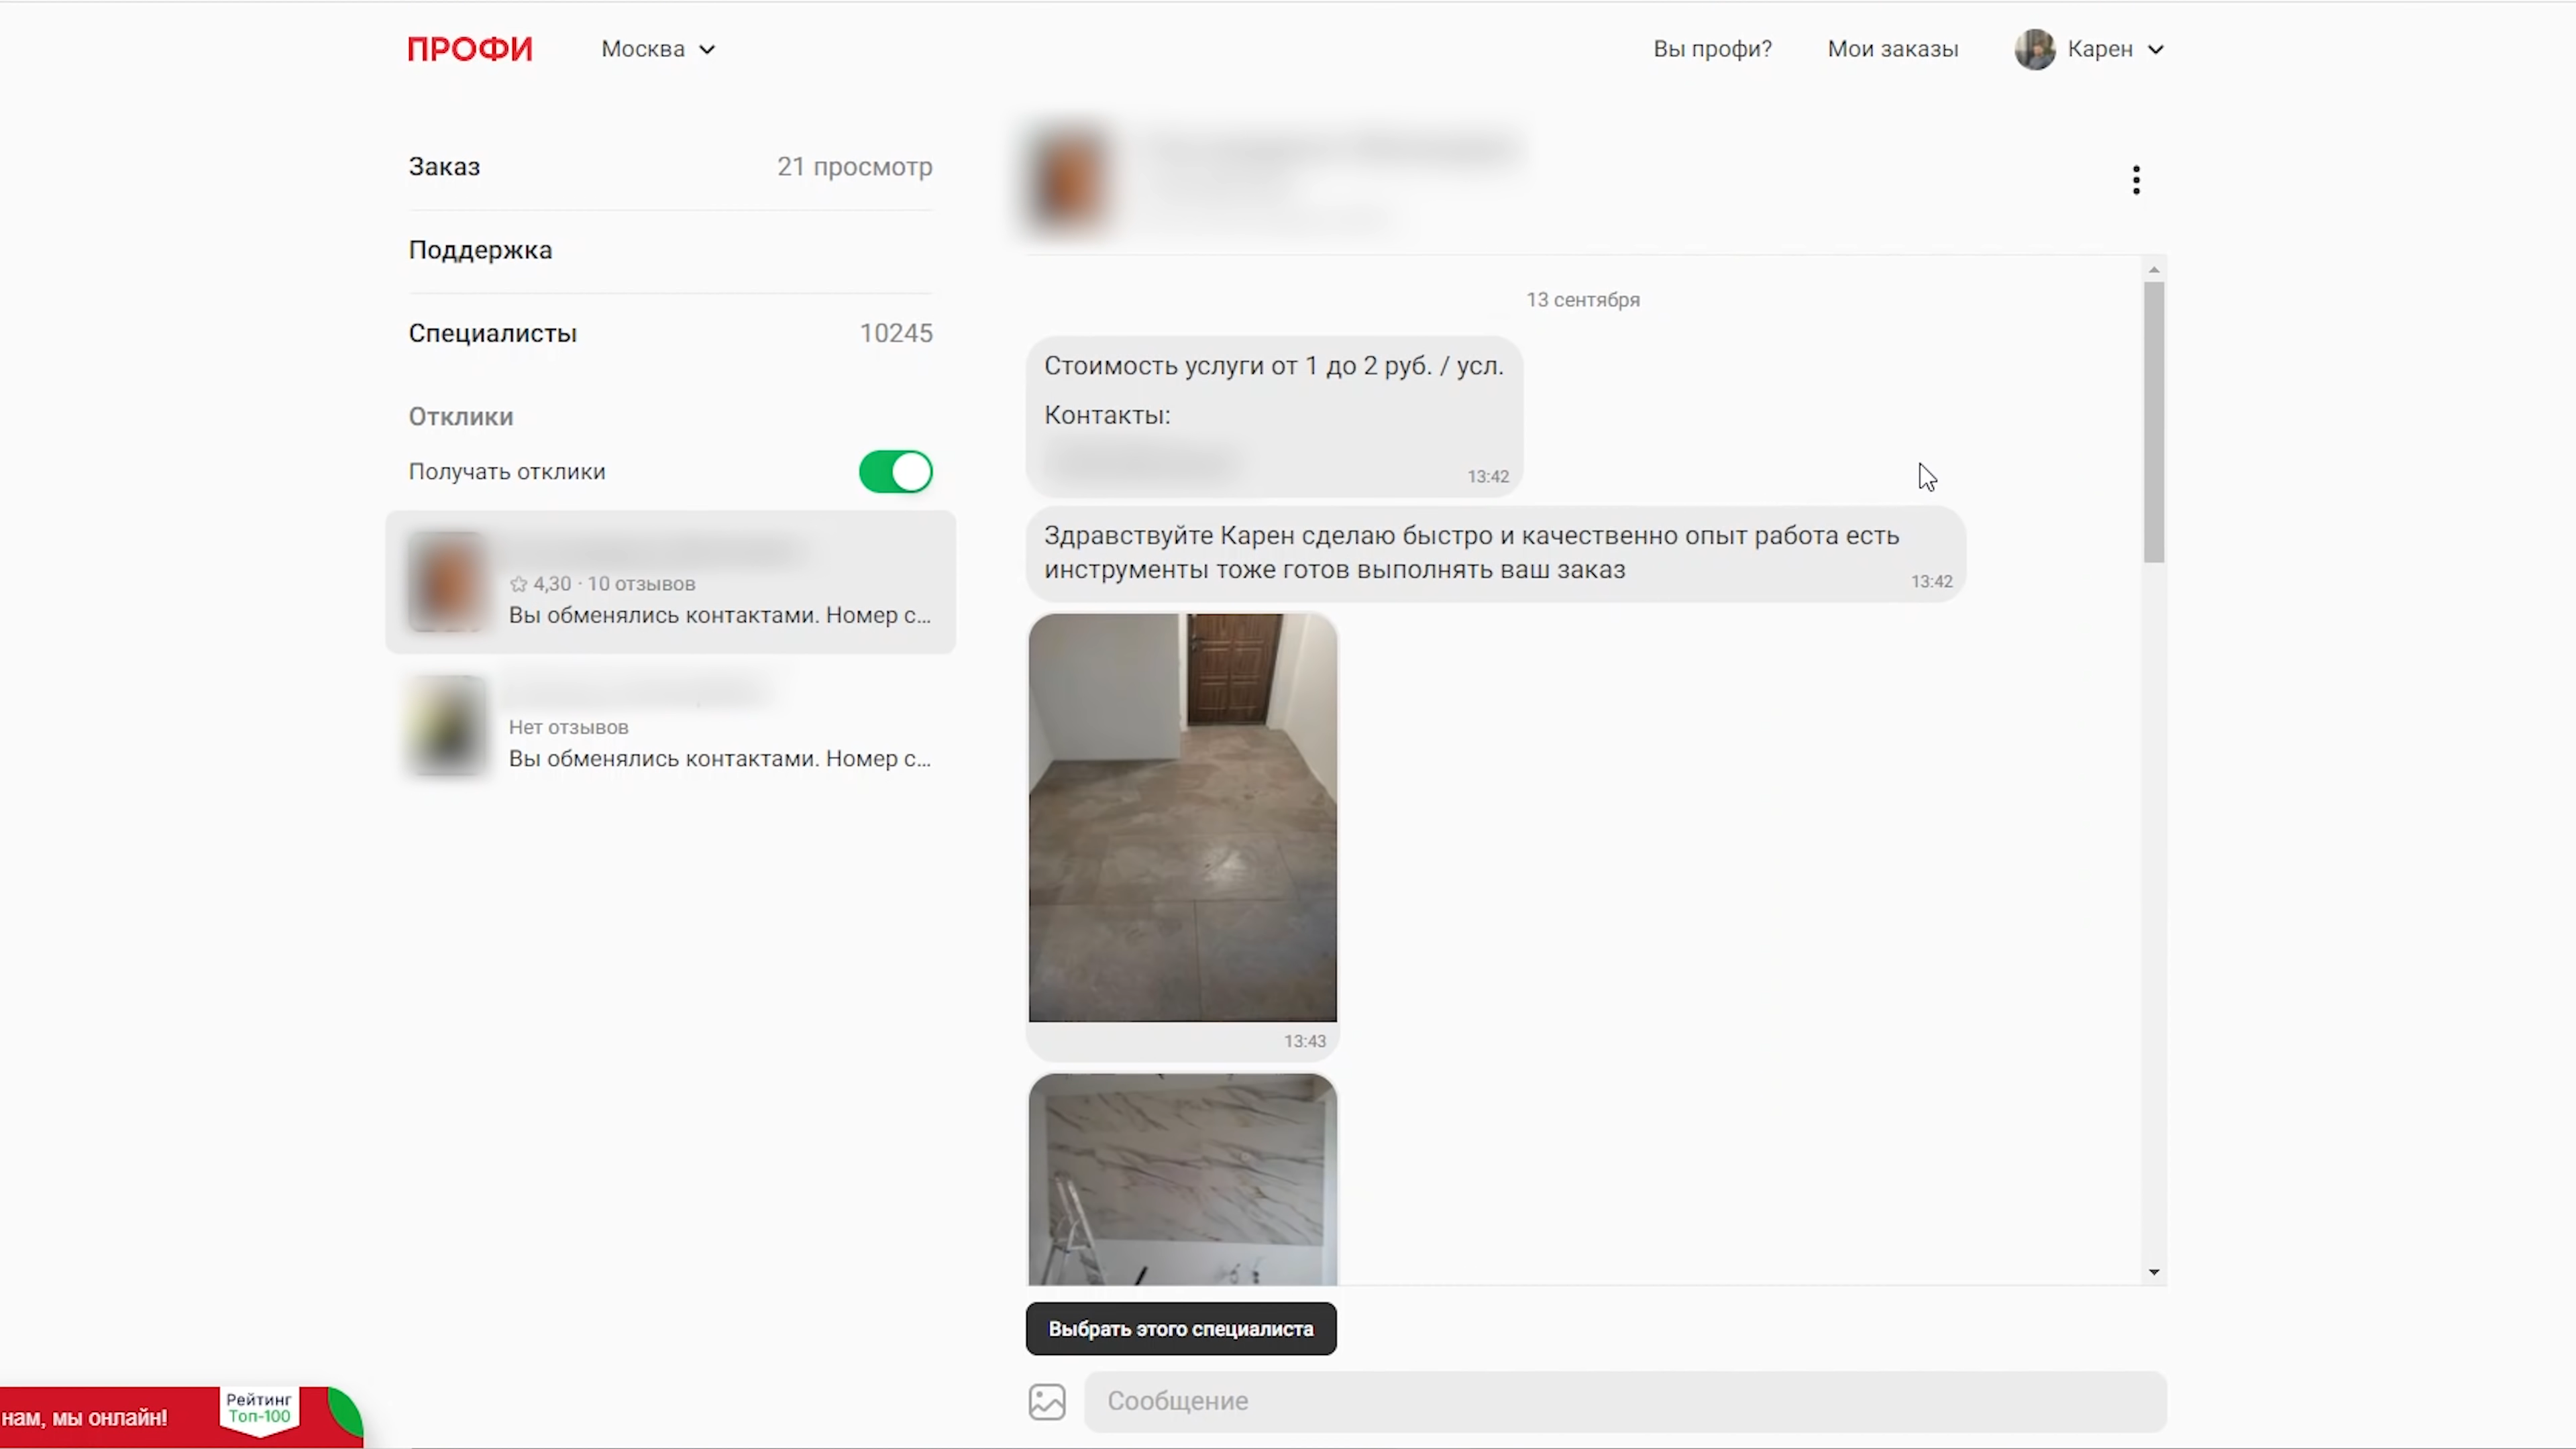 ПРОФИ
Москва
Вы профи?
Мои заказы
Карен
Заказ
21 просмотр
Поддержка
Специалисты
10245
Отклики
Получать отклики
4,30 · 10 отзывов
Вы обменялись контактами. Номер с...
Нет отзывов
Вы обменялись контактами. Номер с...
13 сентября
Стоимость услуги от 1 до 2 руб. / усл.
Контакты:
13:42
Здравствуйте Карен сделаю быстро и качественно опыт работа есть
инструменты тоже готов выполнять ваш заказ
13:42
13:43
Выбрать этого специалиста
Сообщение
нам, мы онлайн!
Рейтинг
Топ-100